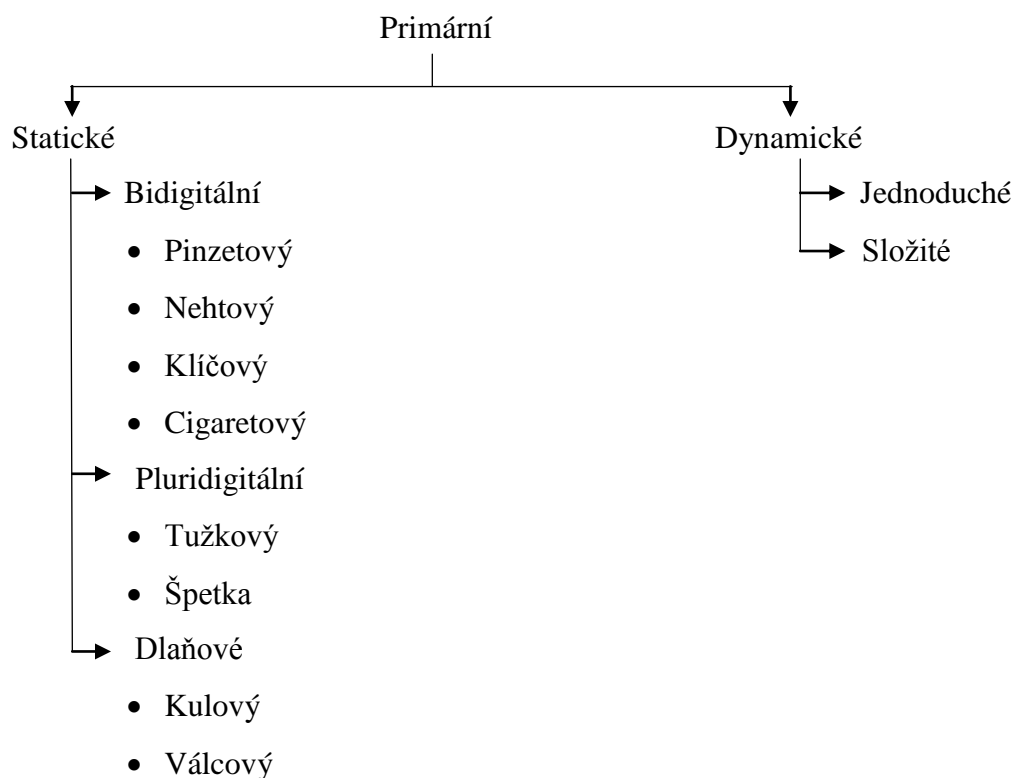 Primární
Statické
Bidigitální
• Pinzetový
• Nehtový
• Klíčový
• Cigaretový
Pluridigitální
• Tužkový
• Špetka
Dlaňové
• Kulový
• Válcový
Dynamické
Jednoduché
Složité